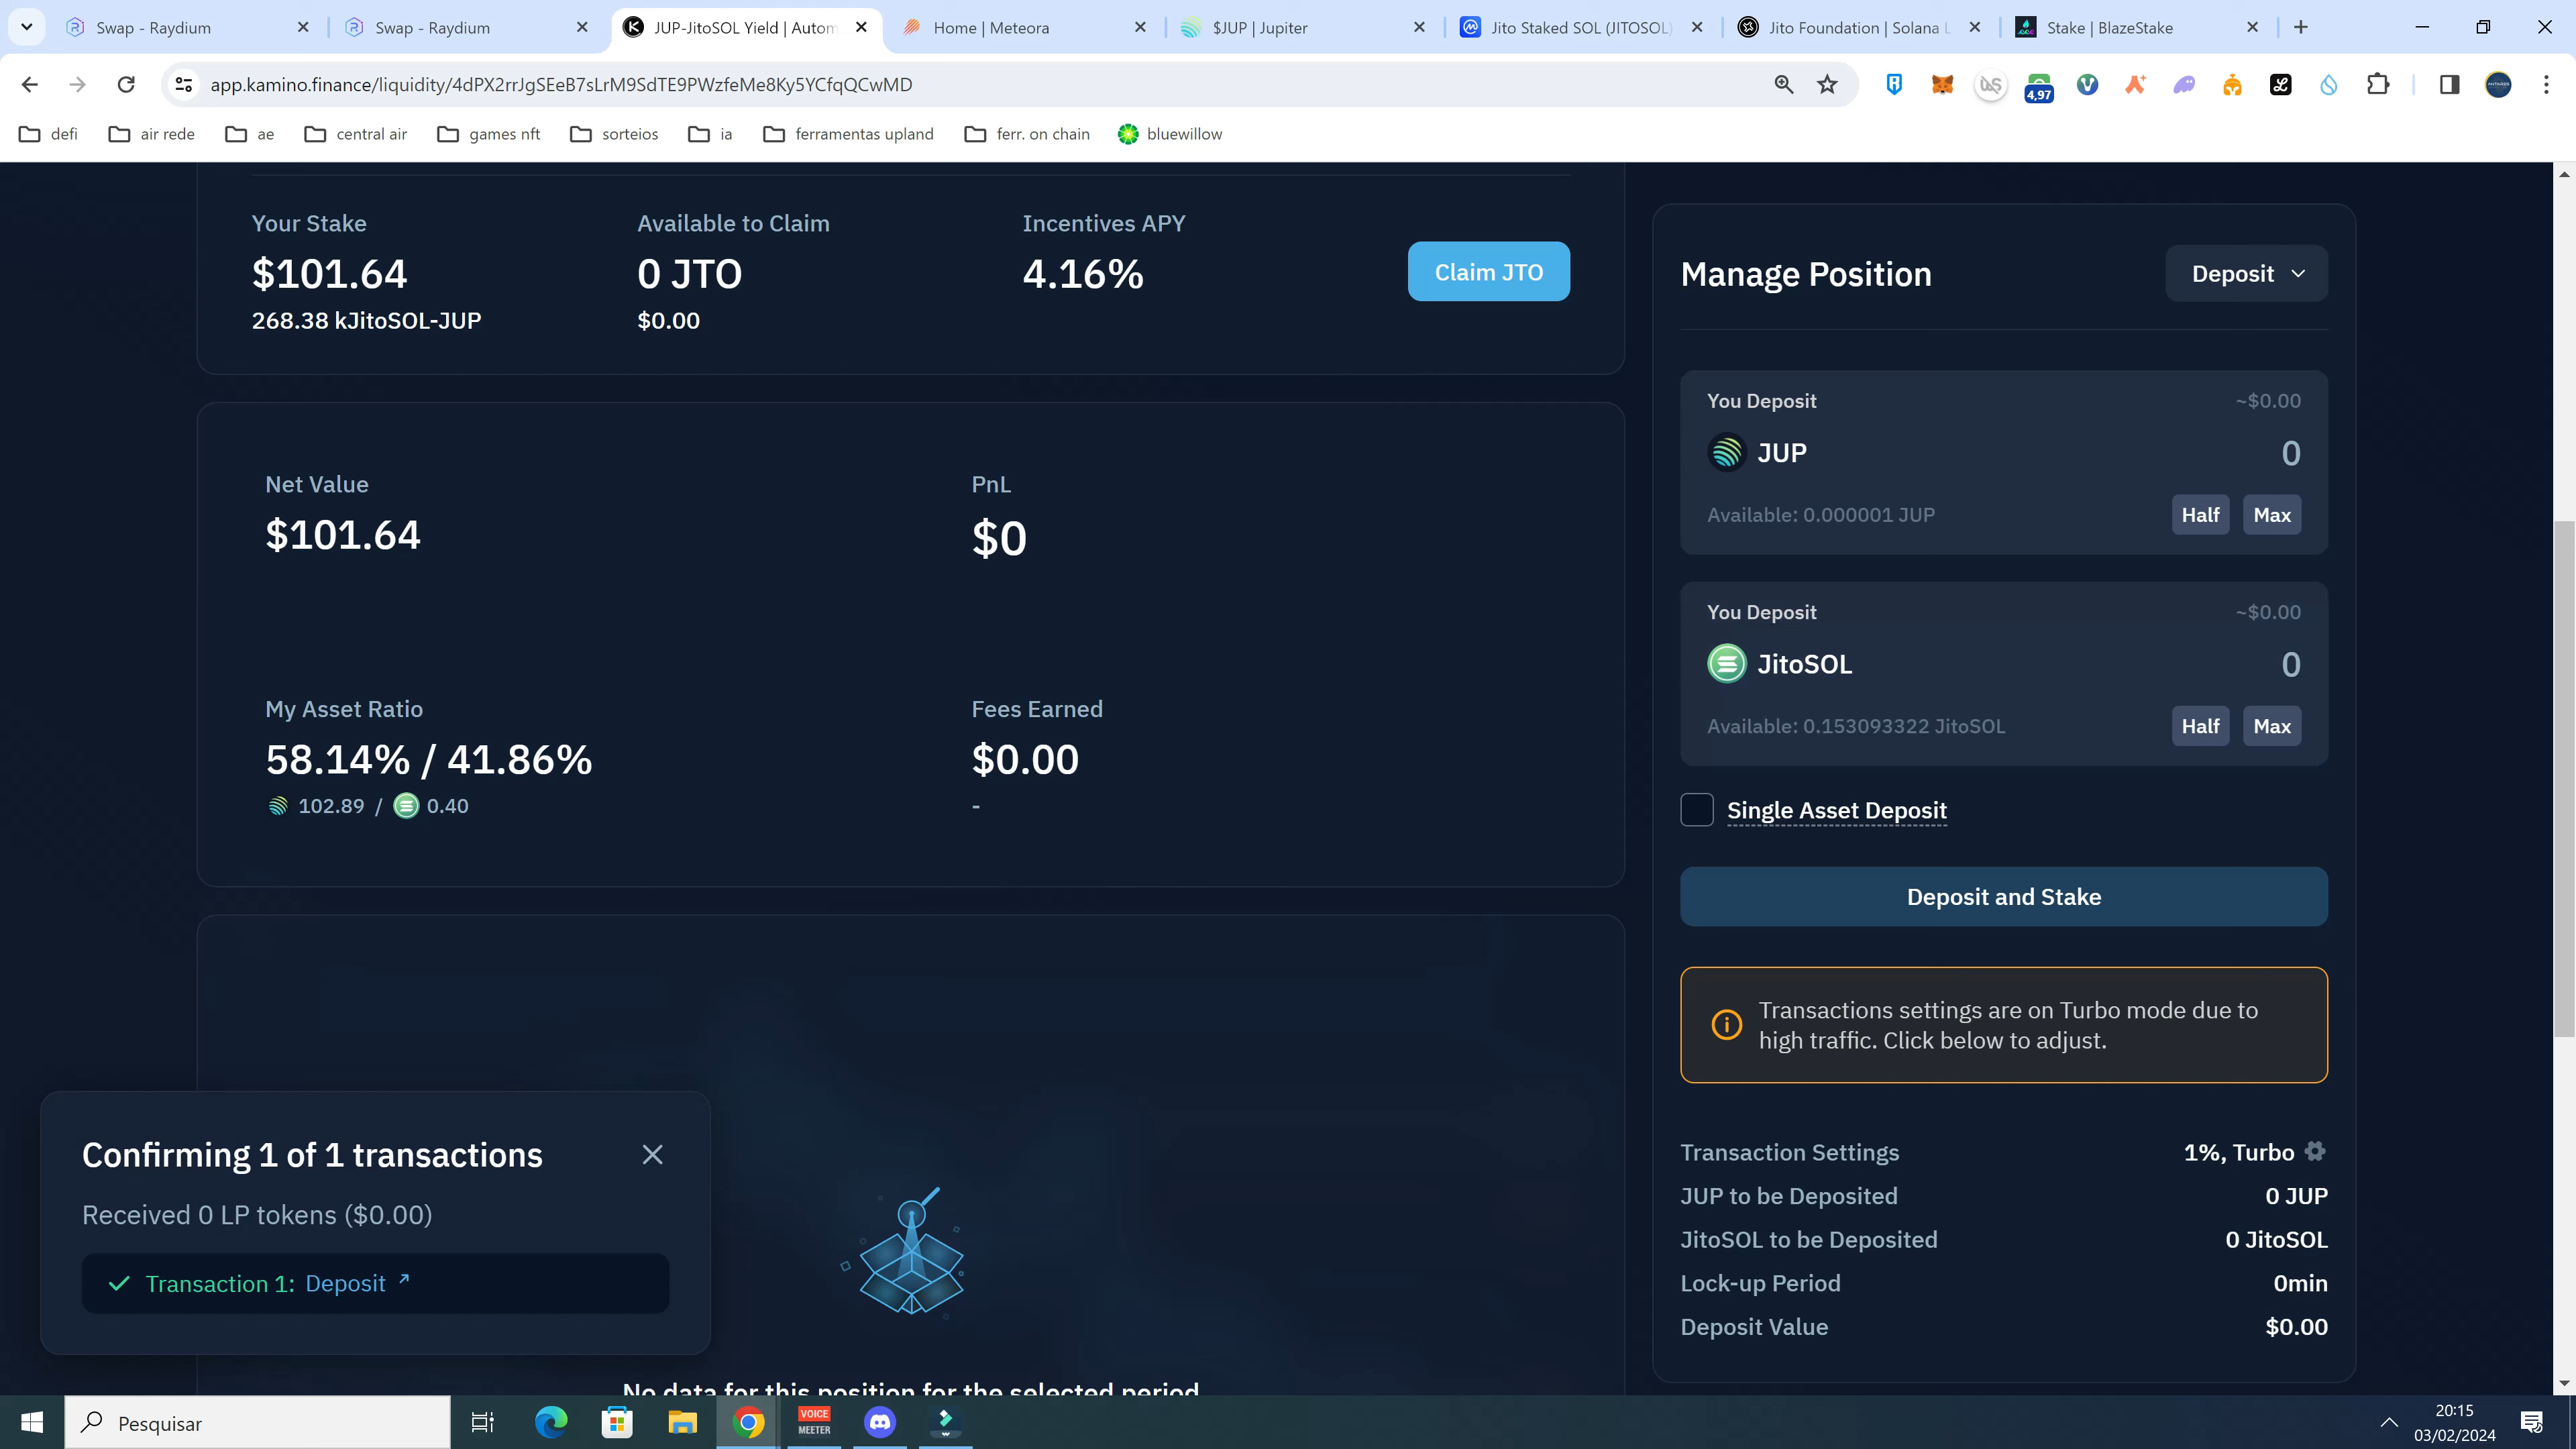 Swap - Raydium
Swap - Raydium
JUP-JitoSOL Yield | Autom
Home | Meteora
$JUP | Jupiter
Jito Staked SOL (JITOSOL)
Jito Foundation | Solana L
Stake | BlazeStake
app.kamino.finance/liquidity/4dPX2rrJgSEeB7sLrM9SdTE9PWzfeMe8Ky5YCfqQCwMD
4,97
defi
air rede
ae
central air
games nft
sorteios
ia
ferramentas upland
ferr. on chain
bluewillow
Your Stake
$101.64
268.38 kJitoSOL-JUP
Available to Claim
0 JTO
$0.00
Incentives APY
4.16%
Claim JTO
Net Value
$101.64
PnL
$0
My Asset Ratio
58.14% / 41.86%
102.89 / 0.40
Fees Earned
$0.00
-
No data for this position for the selected period
Confirming 1 of 1 transactions
Received 0 LP tokens ($0.00)
Transaction 1: Deposit
Manage Position
Deposit
You Deposit
~$0.00
JUP
0
Available: 0.000001 JUP
Half
Max
You Deposit
~$0.00
JitoSOL
0
Available: 0.153093322 JitoSOL
Half
Max
Single Asset Deposit
Deposit and Stake
Transactions settings are on Turbo mode due to
high traffic. Click below to adjust.
Transaction Settings
1%, Turbo
JUP to be Deposited
0 JUP
JitoSOL to be Deposited
0 JitoSOL
Lock-up Period
0min
Deposit Value
$0.00
Pesquisar
VOICE
MEETER
20:15
03/02/2024